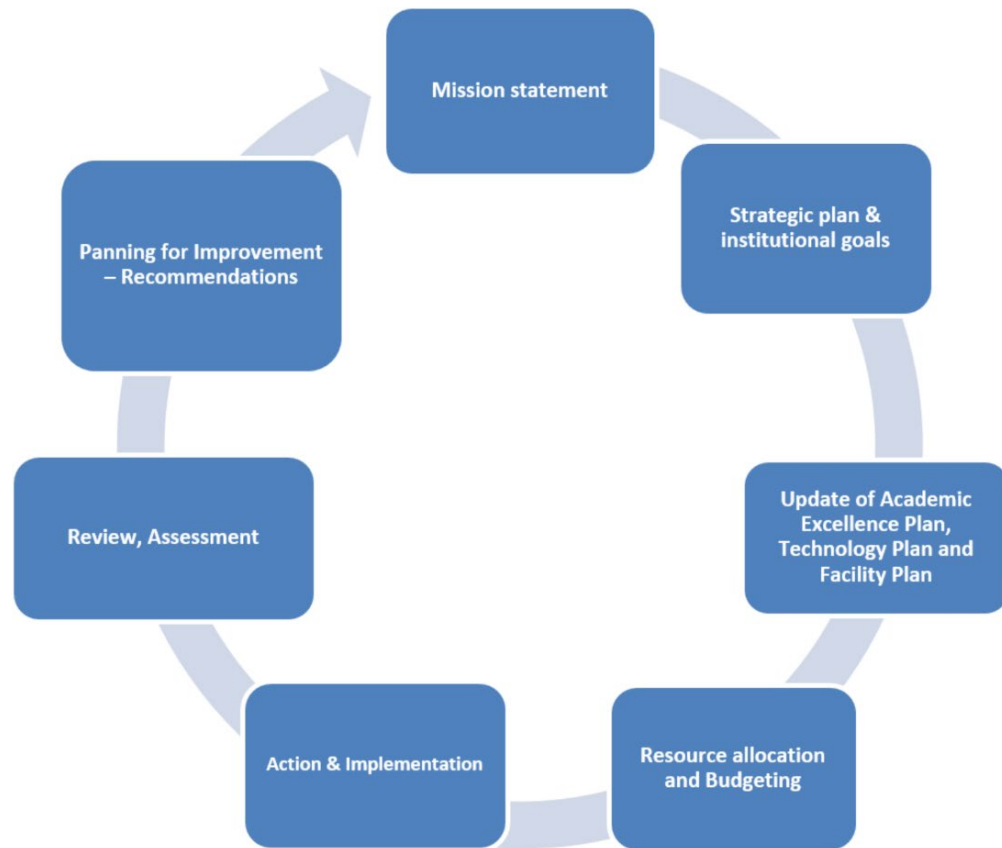 Mission statement
Strategic plan &
institutional goals
Update of Academic
Excellence Plan,
Technology Plan and
Facility Plan
Resource allocation
and Budgeting
Action & Implementation
Review, Assessment
Panning for Improvement
– Recommendations